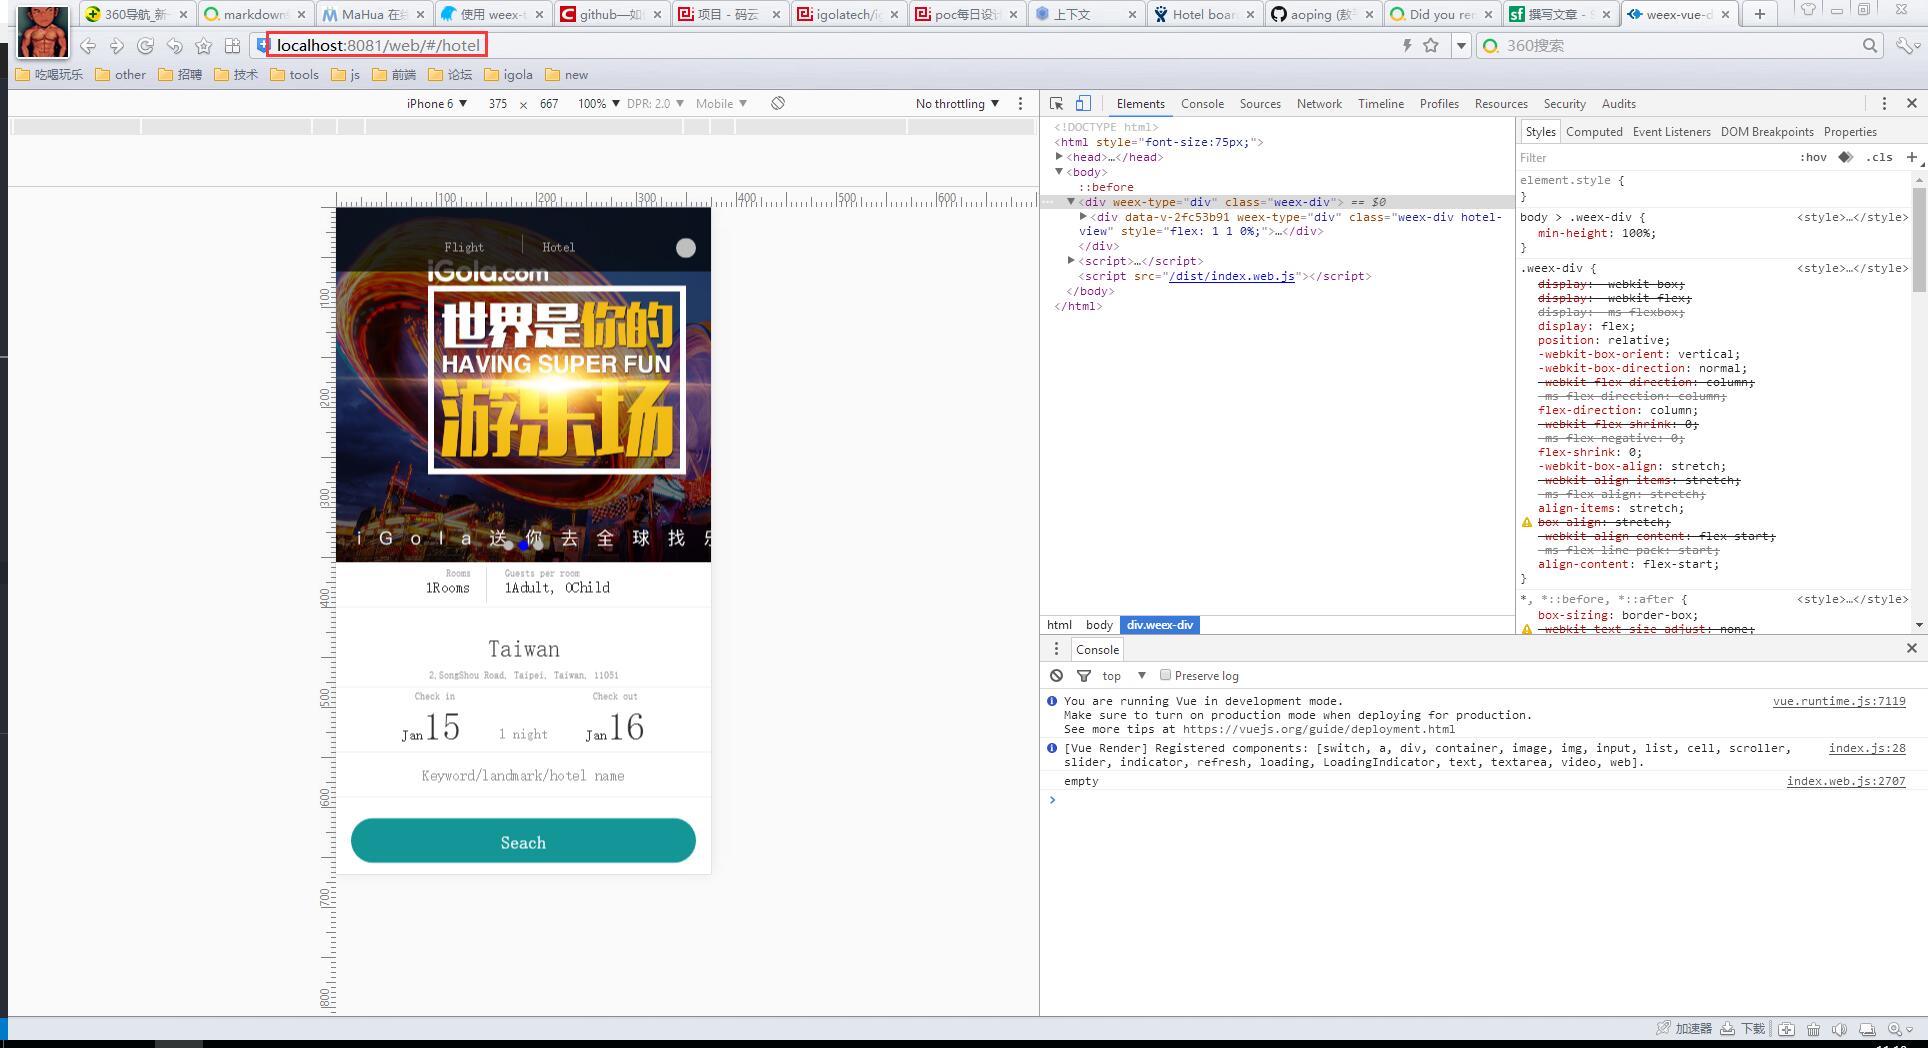 360导航_新一
markdown
MaHua 在线
使用 weex-t
github—如
项目 - 码云
igolatech/ig
poc每日设计
上下文
Hotel boar
aoping (敖
Did you re
撰写文章 - S
weex-vue-d
localhost:8081/web/#/hotel
360搜索
吃喝玩乐 other 招聘 技术 tools js 前端 论坛 igola new
iPhone 6 ▼ 375 × 667 100% ▼ DPR: 2.0 ▼ Mobile ▼ No throttling ▼
Elements Console Sources Network Timeline Profiles Resources Security Audits
100 200 300 400 500 600
100
200
300
400
500
600
700
800
Flight Hotel
iGola.com
世界是你的
HAVING SUPER FUN
游乐场
iGola送你去全球找乐
Rooms Guests per room
1Rooms 1Adult, 0Child
Taiwan
2,SongShou Road, Taipei, Taiwan, 11051
Check in Check out
Jan15 1 night Jan16
Keyword/landmark/hotel name
Seach
<!DOCTYPE html>
<html style="font-size:75px;">
<head>…</head>
<body>
::before
<div weex-type="div" class="weex-div"> == $0
<div data-v-2fc53b91 weex-type="div" class="weex-div hotel-
view" style="flex: 1 1 0%;">…</div>
</div>
<script>…</script>
<script src="/dist/index.web.js"></script>
</body>
</html>
html body div.weex-div
Styles Computed Event Listeners DOM Breakpoints Properties
Filter :hov .cls +
element.style {
}
body > .weex-div { <style>…</style>
min-height: 100%;
}
.weex-div { <style>…</style>
display: -webkit-box;
display: -webkit-flex;
display: -ms-flexbox;
display: flex;
position: relative;
-webkit-box-orient: vertical;
-webkit-box-direction: normal;
-webkit-flex-direction: column;
-ms-flex-direction: column;
flex-direction: column;
-webkit-flex-shrink: 0;
-ms-flex-negative: 0;
flex-shrink: 0;
-webkit-box-align: stretch;
-webkit-align-items: stretch;
-ms-flex-align: stretch;
align-items: stretch;
box-align: stretch;
-webkit-align-content: flex-start;
-ms-flex-line-pack: start;
align-content: flex-start;
}
*, *::before, *::after { <style>…</style>
box-sizing: border-box;
-webkit-text-size-adjust: none;
Console
top ▼ Preserve log
You are running Vue in development mode. vue.runtime.js:7119
Make sure to turn on production mode when deploying for production.
See more tips at https://vuejs.org/guide/deployment.html
[Vue Render] Registered components: [switch, a, div, container, image, img, input, list, cell, scroller, index.js:28
slider, indicator, refresh, loading, LoadingIndicator, text, textarea, video, web].
empty index.web.js:2707
加速器 下载